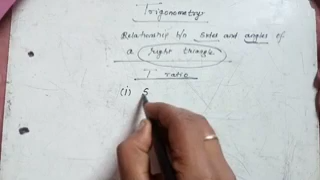 Trigonometry
Relationship b/n sides and angles of
a right triangle.
T ratio
(i) S